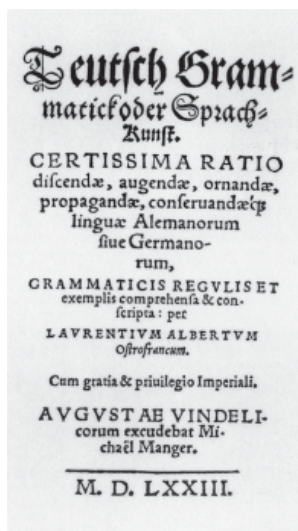 Teutſch Gram⸗
matick oder Sprach⸗
Kunſt.
CERTISSIMA RATIO
diſcendæ, augendæ, ornandæ,
propagandæ, conſeruandæq́;
linguæ Alemanorum
ſiue Germano-
rum,
GRAMMATICIS REGVLIS ET
exemplis comprehenſa & con-
ſcripta: per
LAVRENTIVM ALBERTVM
Oſtrofrancum.
Cum gratia & priuilegio Imperiali.
AVGVSTAE VINDELI-
corum excudebat Mi-
chaël Manger.
M. D. LXXIII.